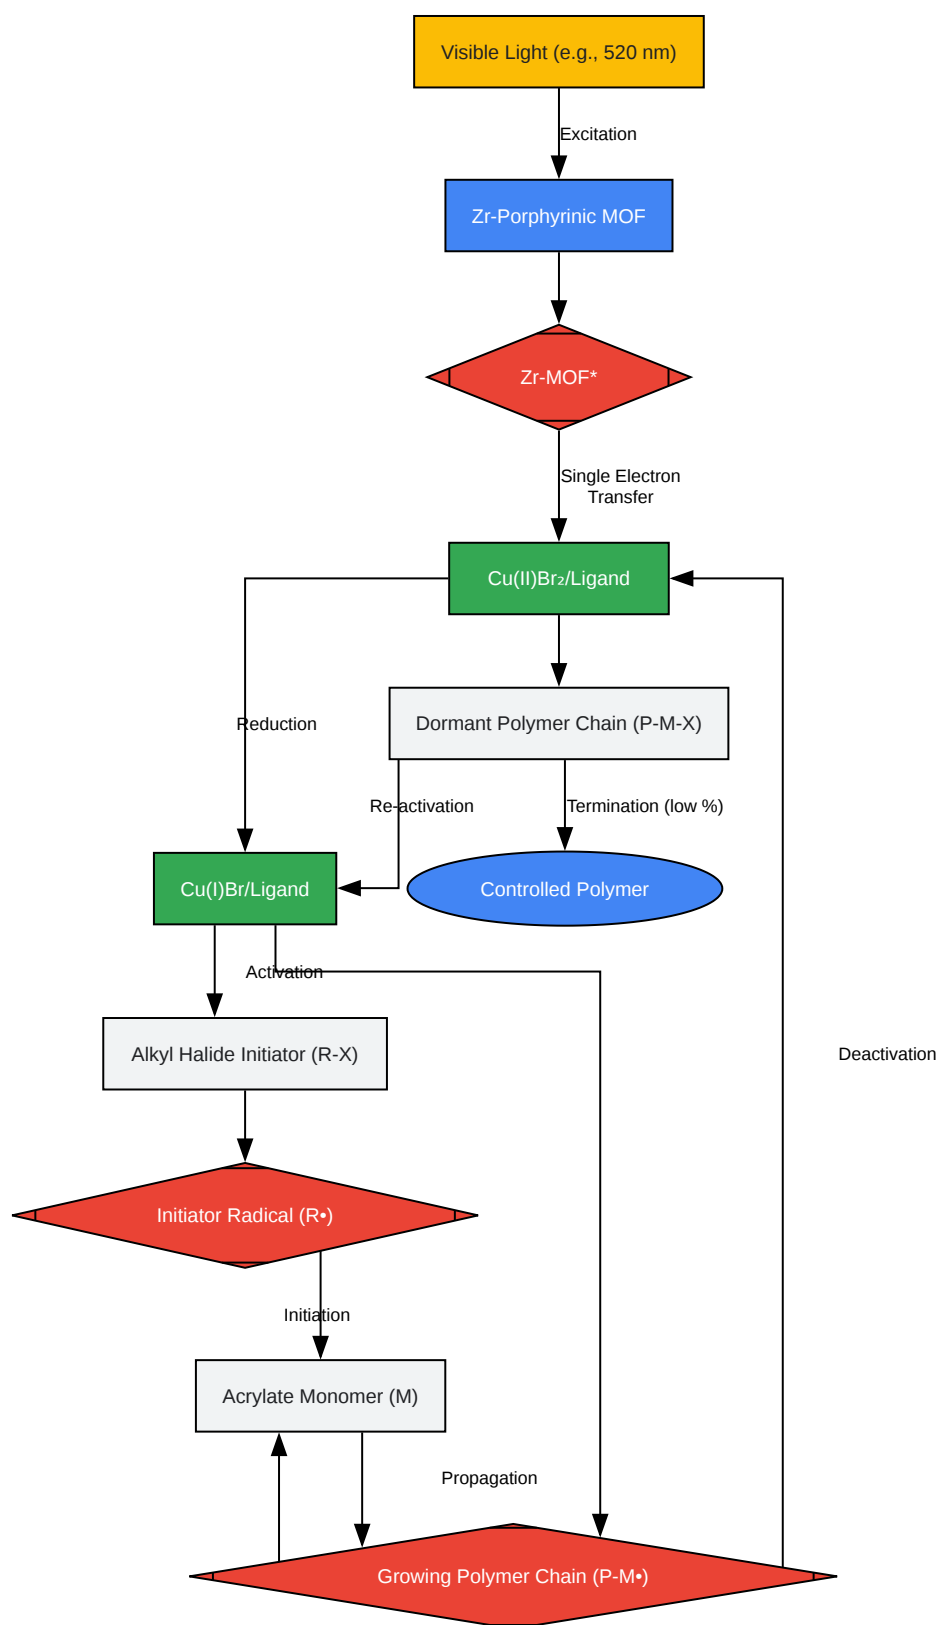 Visible Light (e.g., 520 nm)
Excitation
Zr-Porphyrinic MOF
Zr-MOF*
Single Electron
Transfer
Cu(II)Br₂/Ligand
Reduction
Dormant Polymer Chain (P-M-X)
Re-activation
Termination (low %)
Cu(I)Br/Ligand
Controlled Polymer
Activation
Alkyl Halide Initiator (R-X)
Deactivation
Initiator Radical (R•)
Initiation
Acrylate Monomer (M)
Propagation
Growing Polymer Chain (P-M•)